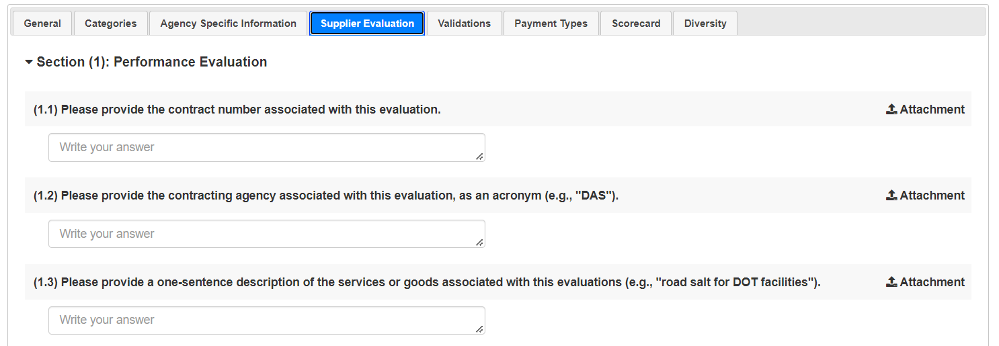 General Categories Agency Specific Information Supplier Evaluation Validations Payment Types Scorecard Diversity
Section (1): Performance Evaluation
(1.1) Please provide the contract number associated with this evaluation. Attachment
Write your answer
(1.2) Please provide the contracting agency associated with this evaluation, as an acronym (e.g., "DAS"). Attachment
Write your answer
(1.3) Please provide a one-sentence description of the services or goods associated with this evaluations (e.g., "road salt for DOT facilities"). Attachment
Write your answer